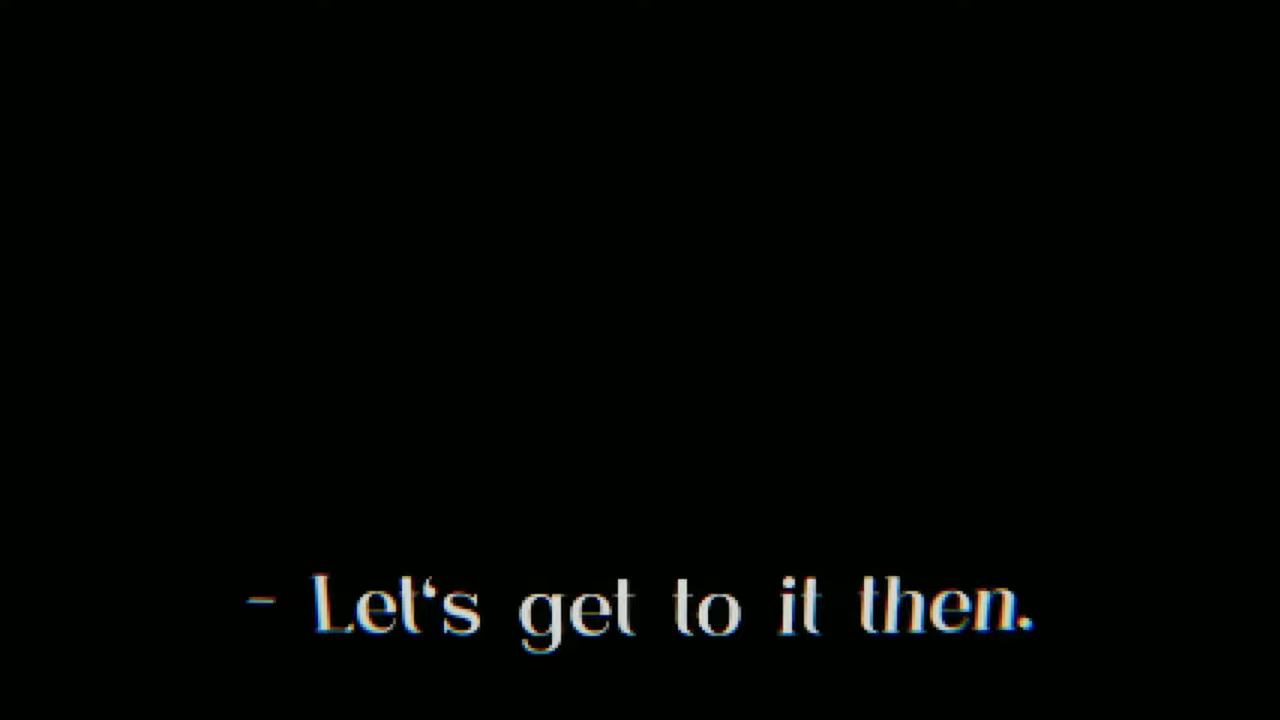 - Let‘s get to it then.